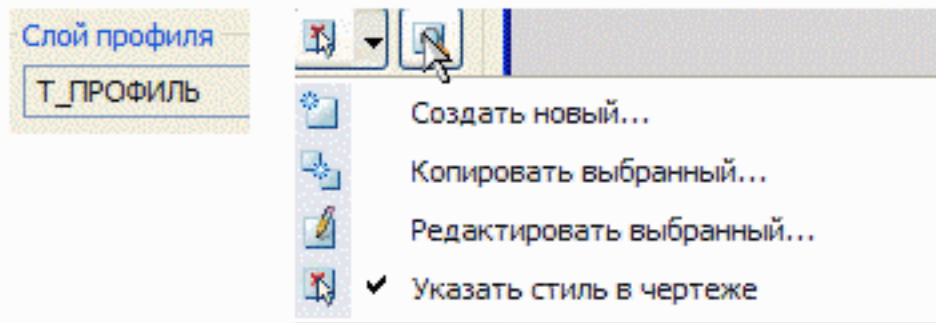 Слой профиля
Т_ПРОФИЛЬ
Создать новый...
Копировать выбранный...
Редактировать выбранный...
Указать стиль в чертеже